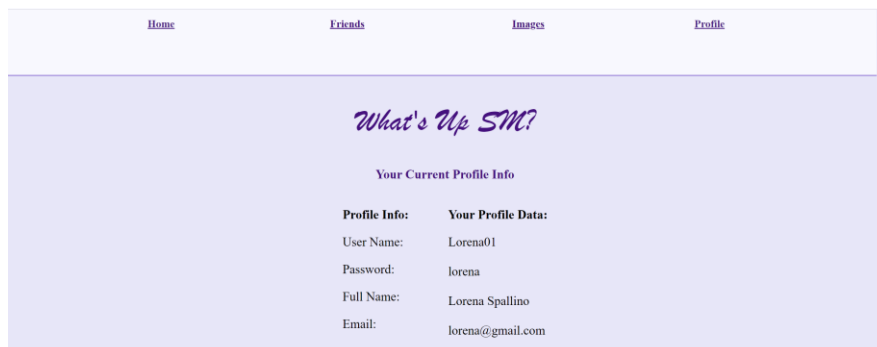 Home Friends Images Profile
What's Up SM?
Your Current Profile Info
Profile Info: Your Profile Data:
User Name: Lorena01
Password: lorena
Full Name: Lorena Spallino
Email: lorena@gmail.com